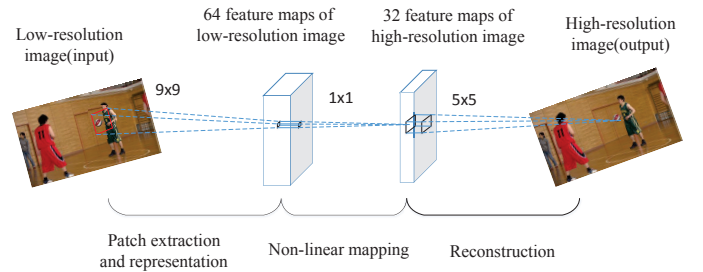 Low-resolution
image(input)
64 feature maps of
low-resolution image
32 feature maps of
high-resolution image
High-resolution
image(output)
9x9
1x1
5x5
Patch extraction
and representation
Non-linear mapping
Reconstruction